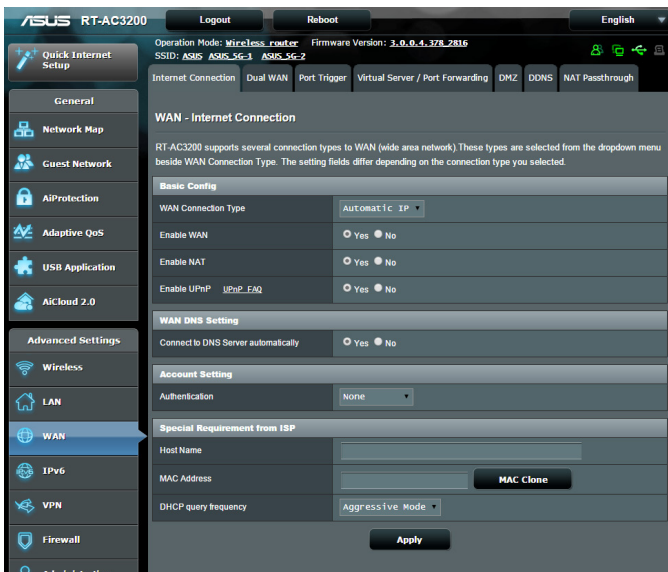 ASUS RT-AC3200 Logout Reboot English
Quick Internet Setup
General
Network Map
Guest Network
AiProtection
Adaptive QoS
USB Application
AiCloud 2.0
Advanced Settings
Wireless
LAN
WAN
IPv6
VPN
Firewall
Operation Mode: Wireless router Firmware Version: 3.0.0.4.378_2816
SSID: ASUS ASUS_5G-1 ASUS_5G-2
Internet Connection Dual WAN Port Trigger Virtual Server / Port Forwarding DMZ DDNS NAT Passthrough
WAN - Internet Connection
RT-AC3200 supports several connection types to WAN (wide area network).These types are selected from the dropdown menu
beside WAN Connection Type. The setting fields differ depending on the connection type you selected.
Basic Config
WAN Connection Type Automatic IP
Enable WAN Yes No
Enable NAT Yes No
Enable UPnP UPnP FAQ Yes No
WAN DNS Setting
Connect to DNS Server automatically Yes No
Account Setting
Authentication None
Special Requirement from ISP
Host Name
MAC Address MAC Clone
DHCP query frequency Aggressive Mode
Apply